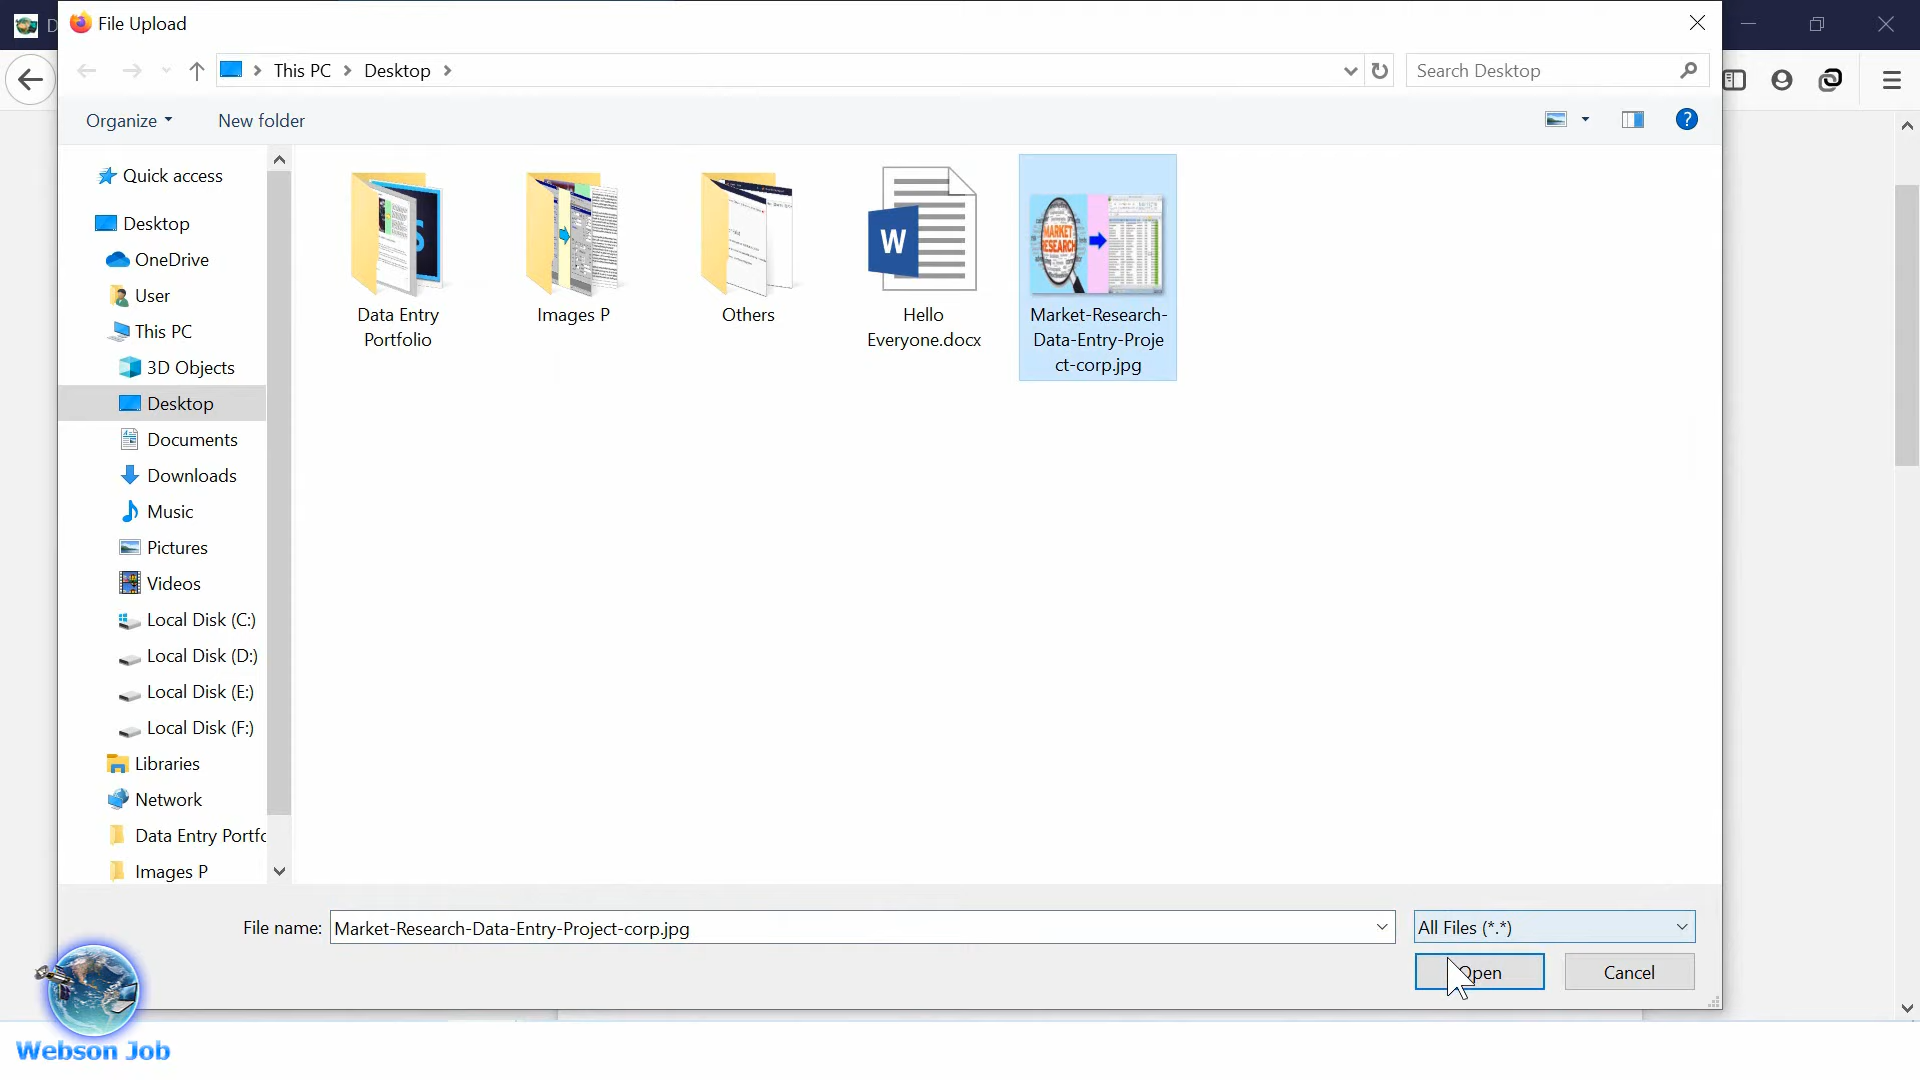 D
File Upload
This PC
Desktop
Search Desktop
Organize
New folder
?
Quick access
Desktop
OneDrive
User
This PC
3D Objects
Desktop
Documents
Downloads
Music
Pictures
Videos
Local Disk (C:)
Local Disk (D:)
Local Disk (E:)
Local Disk (F:)
Libraries
Network
Data Entry Portfo
Images P
Data Entry
Portfolio
Images P
Others
W
Hello
Everyone.docx
MARKET
RESEARCH
Market-Research-
Data-Entry-Proje
ct-corp.jpg
File name:
Market-Research-Data-Entry-Project-corp.jpg
All Files (*.*)
Open
Cancel
Webson Job